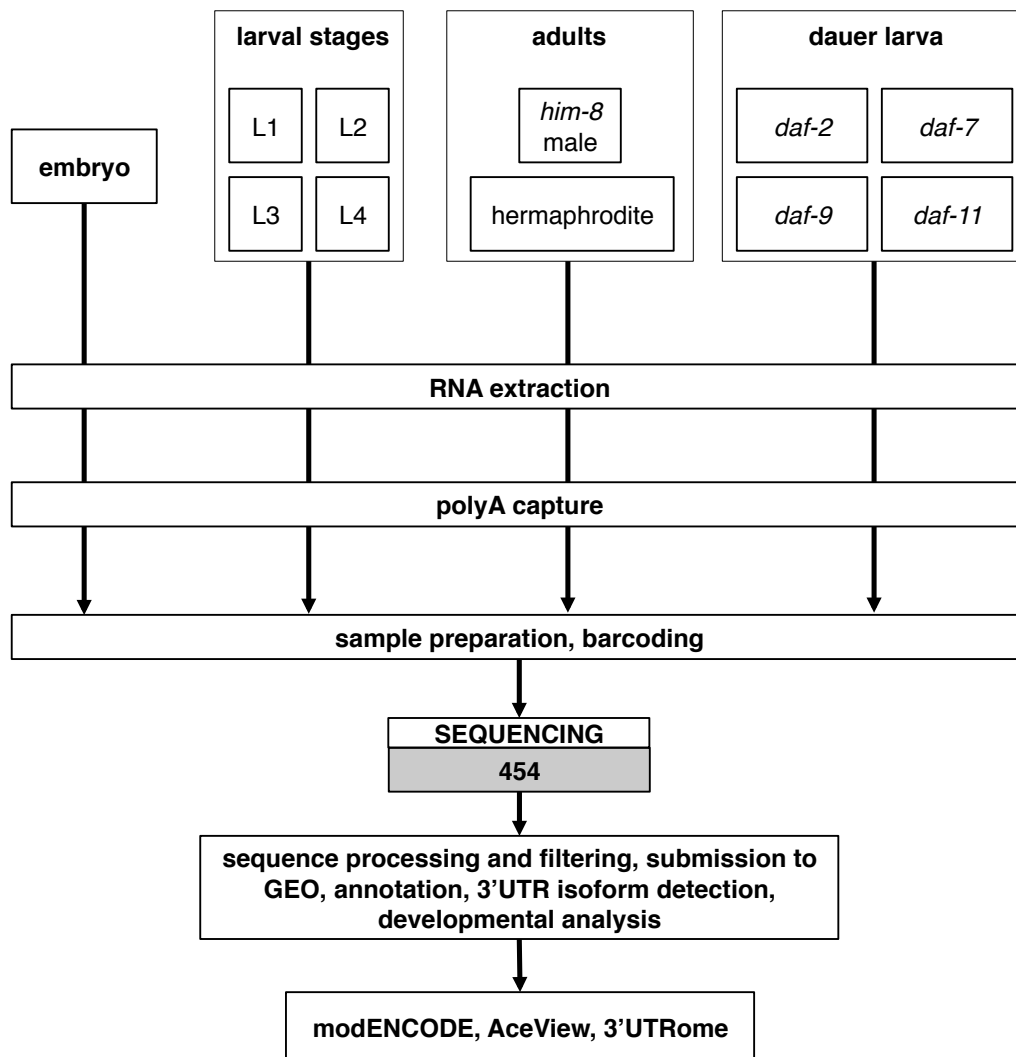 larval stages
adults
dauer larva
embryo
L1
L2
L3
L4
him-8
male
hermaphrodite
daf-2
daf-7
daf-9
daf-11
RNA extraction
polyA capture
sample preparation, barcoding
SEQUENCING
454
sequence processing and filtering, submission to
GEO, annotation, 3’UTR isoform detection,
developmental analysis
modENCODE, AceView, 3’UTRome